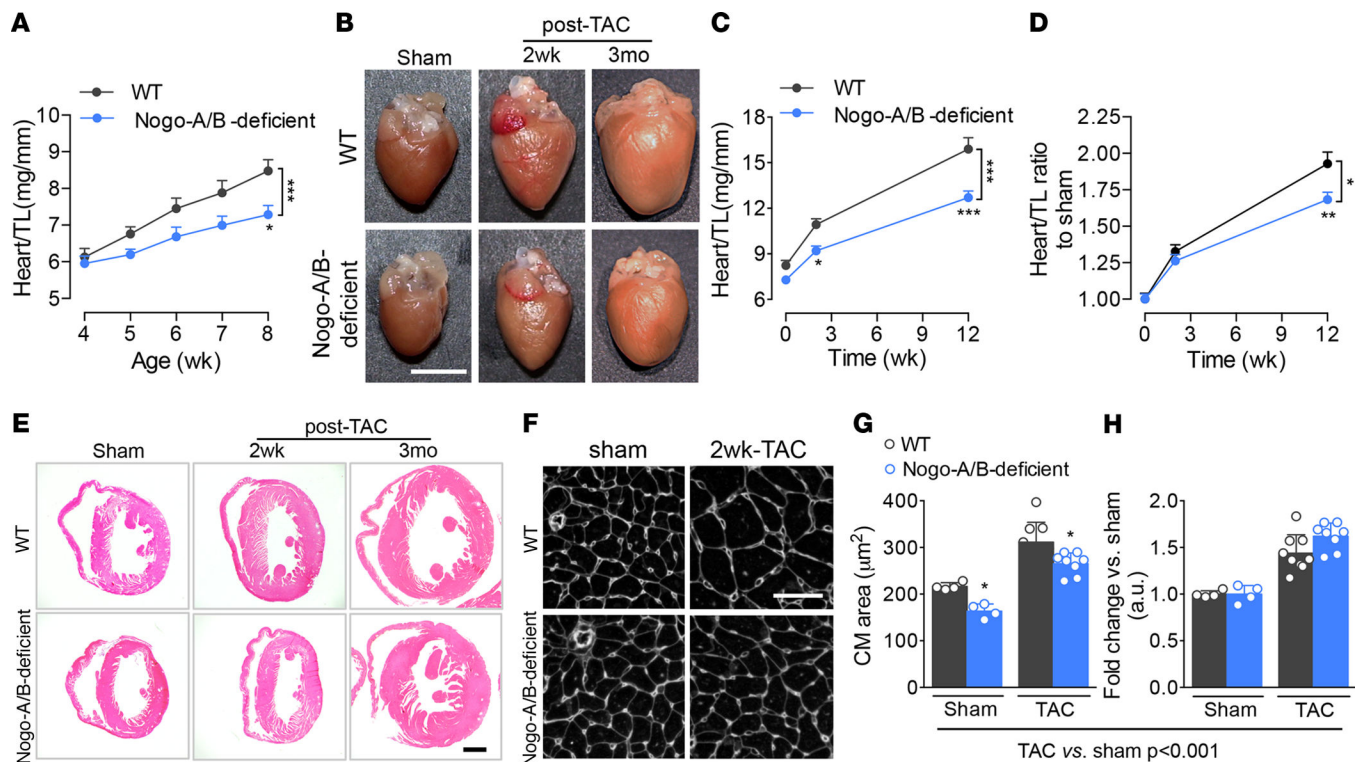 A
WT
Nogo-A/B -deficient
Heart/TL(mg/mm)
10
9
8
7
6
5
4
5
6
7
8
Age (wk)
***
*
B
post-TAC
Sham
2wk
3mo
WT
Nogo-A/B-
deficient
C
WT
Nogo-A/B -deficient
Heart/TL(mg/mm)
18
15
12
9
6
0
3
6
9
12
Time (wk)
*
***
***
D
Heart/TL ratio
to sham
2.25
2.00
1.75
1.50
1.25
1.00
0
3
6
9
12
Time (wk)
*
**
E
post-TAC
Sham
2wk
3mo
WT
Nogo-A/B-deficient
F
sham
2wk-TAC
WT
Nogo-A/B-deficient
G
WT
Nogo-A/B-deficient
CM area (µm²)
400
300
200
100
0
*
*
Sham
TAC
H
Fold change vs. sham
(a.u.)
2.0
1.5
1.0
0.5
0.0
Sham
TAC
TAC vs. sham p<0.001